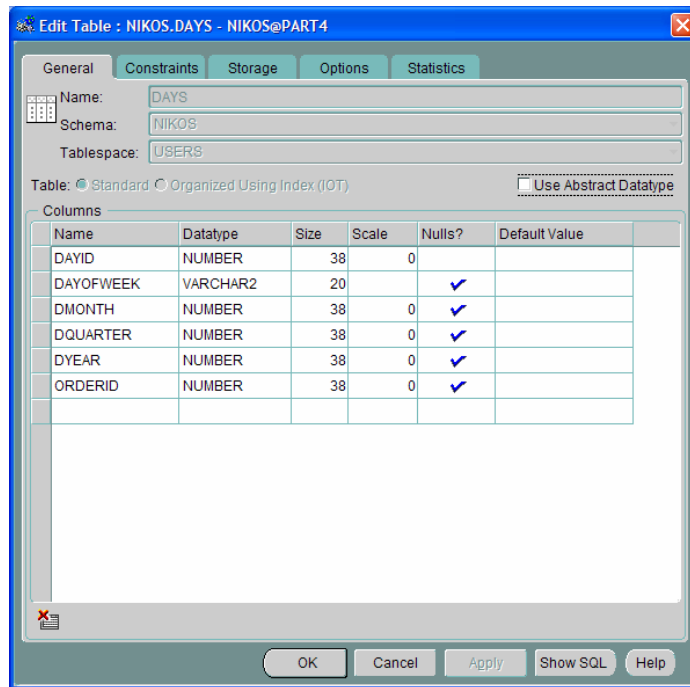 Edit Table : NIKOS.DAYS - NIKOS@PART4
General Constraints Storage Options Statistics
Name: DAYS
Schema: NIKOS
Tablespace: USERS
Table: Standard Organized Using Index (IOT) Use Abstract Datatype
Columns
Name Datatype Size Scale Nulls? Default Value
DAYID NUMBER 38 0
DAYOFWEEK VARCHAR2 20
DMONTH NUMBER 38 0
DQUARTER NUMBER 38 0
DYEAR NUMBER 38 0
ORDERID NUMBER 38 0
OK Cancel Apply Show SQL Help